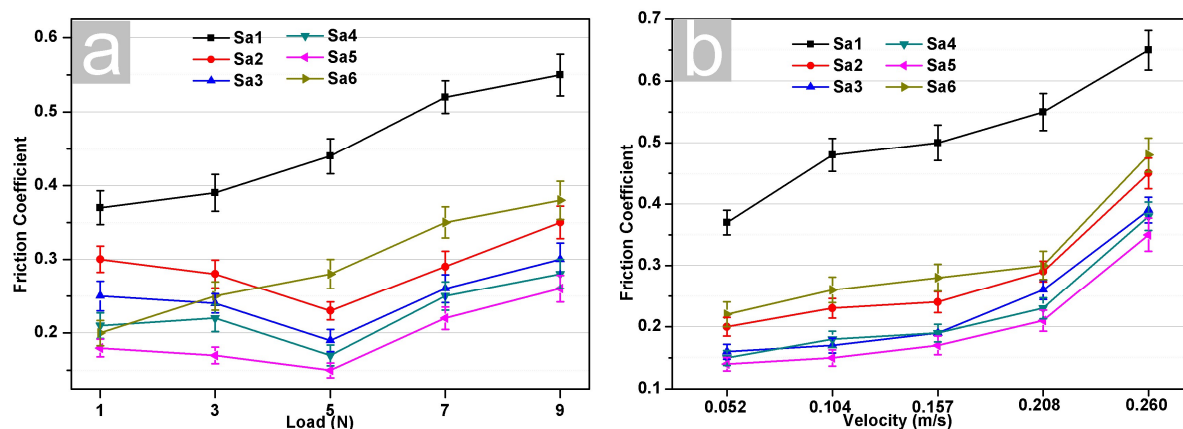 a
Sa1 Sa4
Sa2 Sa5
Sa3 Sa6
Friction Coefficient
0.6
0.5
0.4
0.3
0.2
1 3 5 7 9
Load (N)
b
Sa1 Sa4
Sa2 Sa5
Sa3 Sa6
Friction Coefficient
0.7
0.6
0.5
0.4
0.3
0.2
0.1
0.052 0.104 0.157 0.208 0.260
Velocity (m/s)